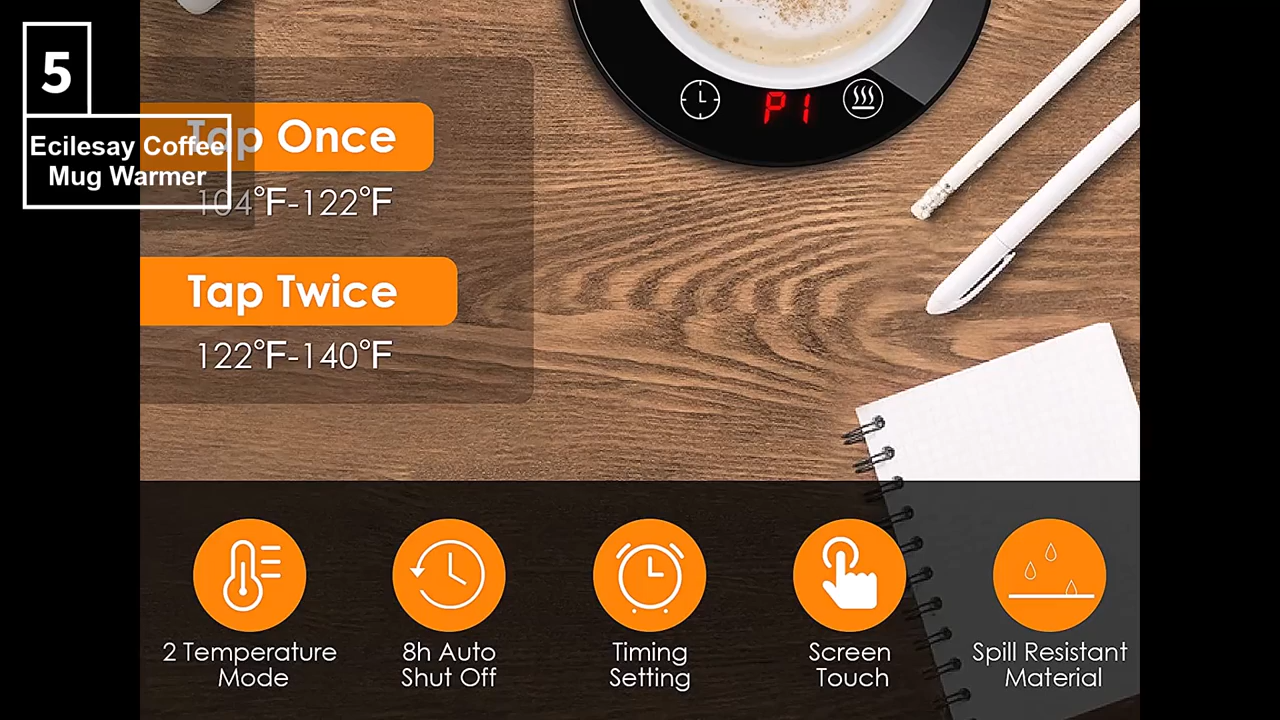 5
Ecilesay Coffee
Mug Warmer
Tap Once
104°F-122°F
Tap Twice
122°F-140°F
P1
2 Temperature
Mode
8h Auto
Shut Off
Timing
Setting
Screen
Touch
Spill Resistant
Material